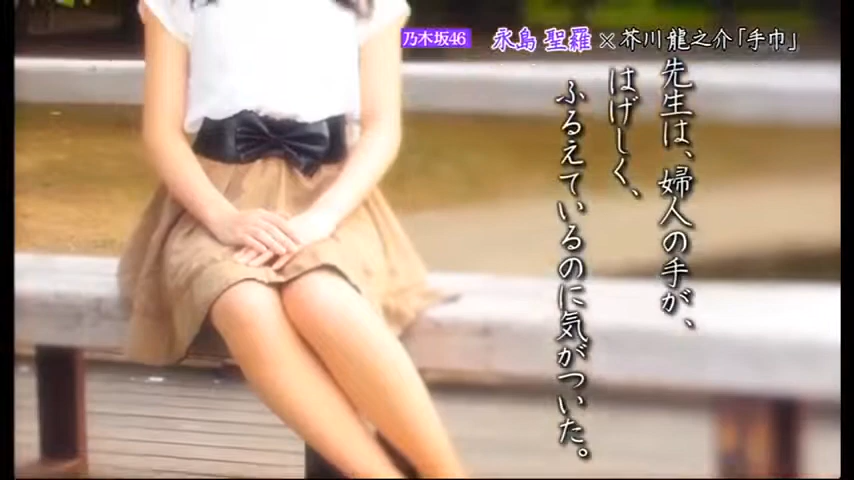 乃木坂46 永島 聖羅×芥川龍之介「手巾」
先生は、婦人の手が、
はげしく、
ふるえているのに気がついた。